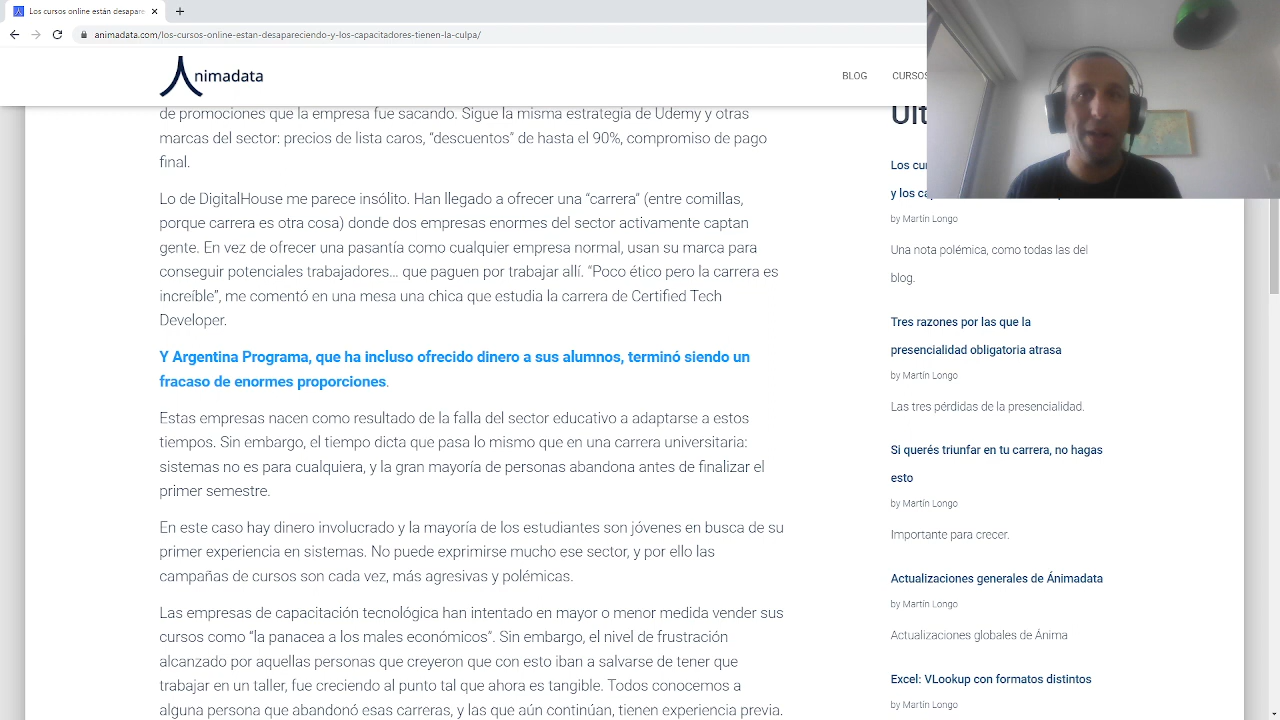 Los cursos online están desapare
animadata.com/los-cursos-online-estan-desapareciendo-y-los-capacitadores-tienen-la-culpa/
nimadata
BLOG
CURSOS
de promociones que la empresa fue sacando. Sigue la misma estrategia de Udemy y otras
marcas del sector: precios de lista caros, “descuentos” de hasta el 90%, compromiso de pago
final.
Lo de DigitalHouse me parece insólito. Han llegado a ofrecer una “carrera” (entre comillas,
porque carrera es otra cosa) donde dos empresas enormes del sector activamente captan
gente. En vez de ofrecer una pasantía como cualquier empresa normal, usan su marca para
conseguir potenciales trabajadores… que paguen por trabajar allí. “Poco ético pero la carrera es
increíble”, me comentó en una mesa una chica que estudia la carrera de Certified Tech
Developer.
Y Argentina Programa, que ha incluso ofrecido dinero a sus alumnos, terminó siendo un
fracaso de enormes proporciones.
Estas empresas nacen como resultado de la falla del sector educativo a adaptarse a estos
tiempos. Sin embargo, el tiempo dicta que pasa lo mismo que en una carrera universitaria:
sistemas no es para cualquiera, y la gran mayoría de personas abandona antes de finalizar el
primer semestre.
En este caso hay dinero involucrado y la mayoría de los estudiantes son jóvenes en busca de su
primer experiencia en sistemas. No puede exprimirse mucho ese sector, y por ello las
campañas de cursos son cada vez, más agresivas y polémicas.
Las empresas de capacitación tecnológica han intentado en mayor o menor medida vender sus
cursos como “la panacea a los males económicos”. Sin embargo, el nivel de frustración
alcanzado por aquellas personas que creyeron que con esto iban a salvarse de tener que
trabajar en un taller, fue creciendo al punto tal que ahora es tangible. Todos conocemos a
alguna persona que abandonó esas carreras, y las que aún continúan, tienen experiencia previa.
Últ
Los cur
y los ca
by Martín Longo
Una nota polémica, como todas las del
blog.
Tres razones por las que la
presencialidad obligatoria atrasa
by Martín Longo
Las tres pérdidas de la presencialidad.
Si querés triunfar en tu carrera, no hagas
esto
by Martín Longo
Importante para crecer.
Actualizaciones generales de Ánimadata
by Martín Longo
Actualizaciones globales de Ánima
Excel: VLookup con formatos distintos
by Martín Longo